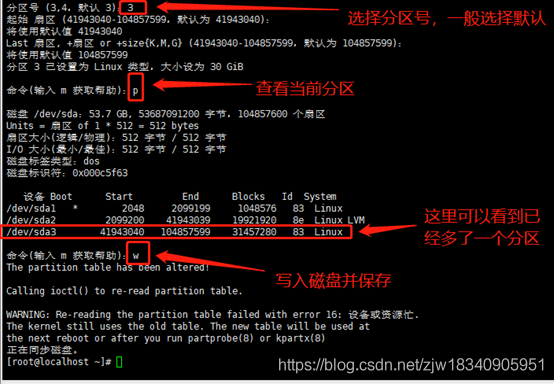 分区号 (3,4，默认 3)：3
选择分区号，一般选择默认
起始 扇区 (41943040-104857599，默认为 41943040)：
将使用默认值 41943040
Last 扇区, +扇区 or +size{K,M,G} (41943040-104857599，默认为 104857599)：
将使用默认值 104857599
分区 3 已设置为 Linux 类型，大小设为 30 GiB
命令(输入 m 获取帮助)：p
查看当前分区
磁盘 /dev/sda：53.7 GB, 53687091200 字节，104857600 个扇区
Units = 扇区 of 1 * 512 = 512 bytes
扇区大小(逻辑/物理)：512 字节 / 512 字节
I/O 大小(最小/最佳)：512 字节 / 512 字节
磁盘标签类型：dos
磁盘标识符：0x000c5f63
设备 Boot Start End Blocks Id System
/dev/sda1 * 2048 2099199 1048576 83 Linux
/dev/sda2 2099200 41943039 19921920 8e Linux LVM
/dev/sda3 41943040 104857599 31457280 83 Linux
这里可以看到已
经多了一个分区
命令(输入 m 获取帮助)：w
写入磁盘并保存
The partition table has been altered!
Calling ioctl() to re-read partition table.
WARNING: Re-reading the partition table failed with error 16: 设备或资源忙.
The kernel still uses the old table. The new table will be used at
the next reboot or after you run partprobe(8) or kpartx(8)
正在同步磁盘。
[root@localhost ~]#
https://blog.csdn.net/zjw18340905951